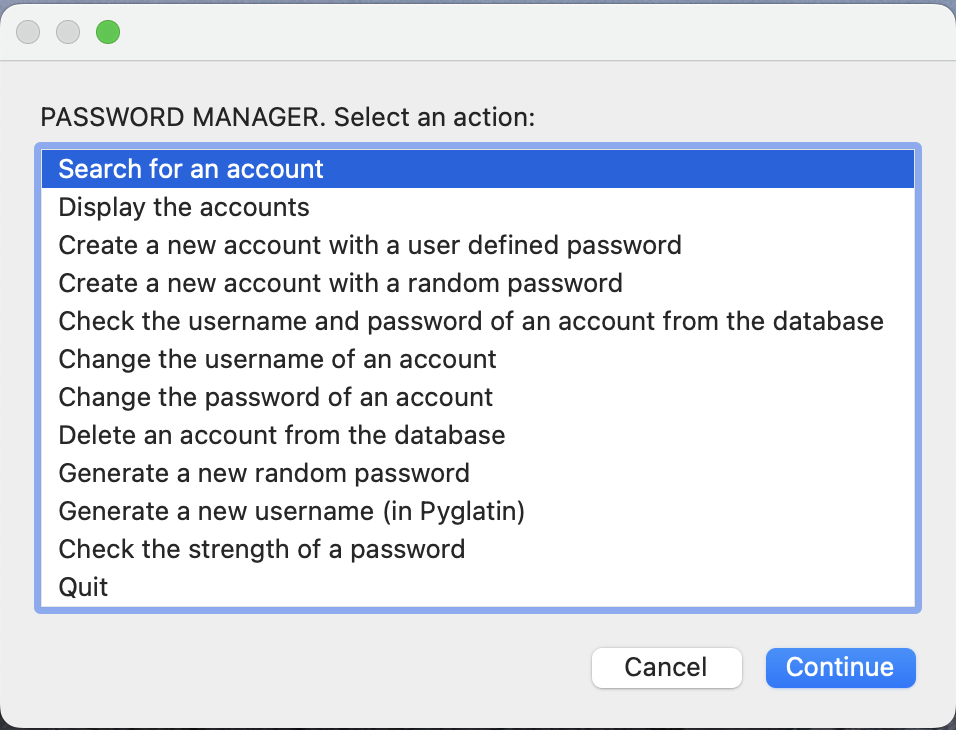 PASSWORD MANAGER. Select an action:
Search for an account
Display the accounts
Create a new account with a user defined password
Create a new account with a random password
Check the username and password of an account from the database
Change the username of an account
Change the password of an account
Delete an account from the database
Generate a new random password
Generate a new username (in Pyglatin)
Check the strength of a password
Quit
Cancel Continue